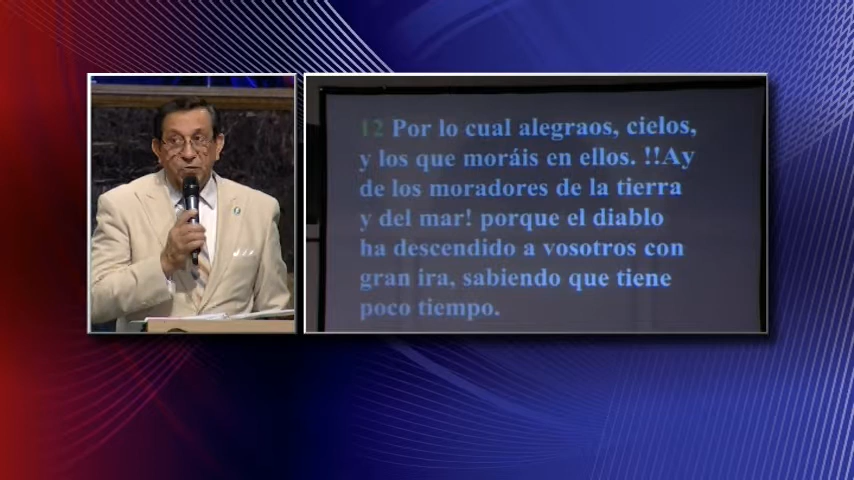 12 Por lo cual alegraos, cielos,
y los que moráis en ellos. !!Ay
de los moradores de la tierra
y del mar! porque el diablo
ha descendido a vosotros con
gran ira, sabiendo que tiene
poco tiempo.